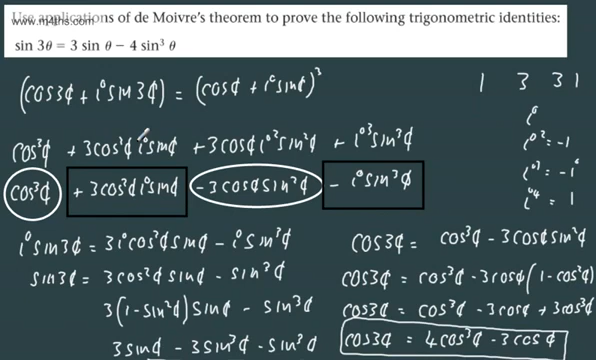 Use applications of de Moivre's theorem to prove the following trigonometric identities:
www.m4ths.com
sin 3θ = 3 sin θ − 4 sin³ θ
(cos3φ + i sin3φ) = (cosφ + i sinφ)³
1 3 3 1
i
i² = -1
i³ = -i
i⁴ = 1
cos³φ + 3cos²φ i sinφ + 3cosφ i² sin²φ + i³ sin³φ
cos³φ + 3cos²φ i sinφ - 3cosφ sin²φ - i sin³φ
i sin3φ = 3i cos²φ sinφ - i sin³φ
sin3φ = 3cos²φ sinφ - sin³φ
3(1-sin²φ) sinφ - sin³φ
3sinφ - 3sin³φ - sin³φ
cos3φ = cos³φ - 3cosφ sin²φ
cos3φ = cos³φ - 3cosφ(1-cos²φ)
cos3φ = cos³φ - 3cosφ + 3cos³φ
cos3φ = 4cos³φ - 3cosφ